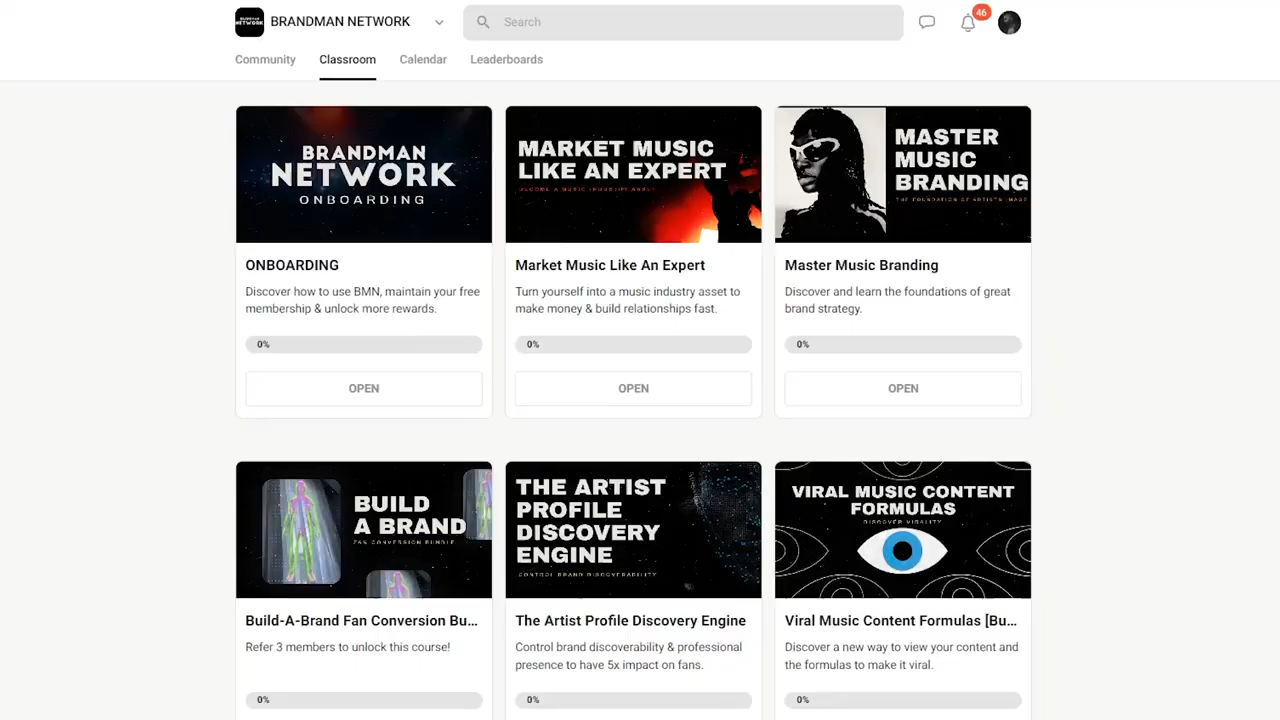 BRANDMAN NETWORK
Search
46
Community
Classroom
Calendar
Leaderboards
BRANDMAN
NETWORK
ONBOARDING
MARKET MUSIC
LIKE AN EXPERT
BECOME A MUSIC INDUSTRY ASSET
MASTER
MUSIC
BRANDING
THE FOUNDATION OF ARTISTS IMAGE
ONBOARDING
Discover how to use BMN, maintain your free
membership & unlock more rewards.
0%
OPEN
Market Music Like An Expert
Turn yourself into a music industry asset to
make money & build relationships fast.
0%
OPEN
Master Music Branding
Discover and learn the foundations of great
brand strategy.
0%
OPEN
BUILD
A BRAND
FAN CONVERSION BUNDLE
THE ARTIST
PROFILE
DISCOVERY
ENGINE
CONTROL BRAND DISCOVERABILITY
VIRAL MUSIC CONTENT
FORMULAS
DISCOVER VIRALITY
Build-A-Brand Fan Conversion Bu...
Refer 3 members to unlock this course!
0%
The Artist Profile Discovery Engine
Control brand discoverability & professional
presence to have 5x impact on fans.
0%
Viral Music Content Formulas [Bu...
Discover a new way to view your content and
the formulas to make it viral.
0%